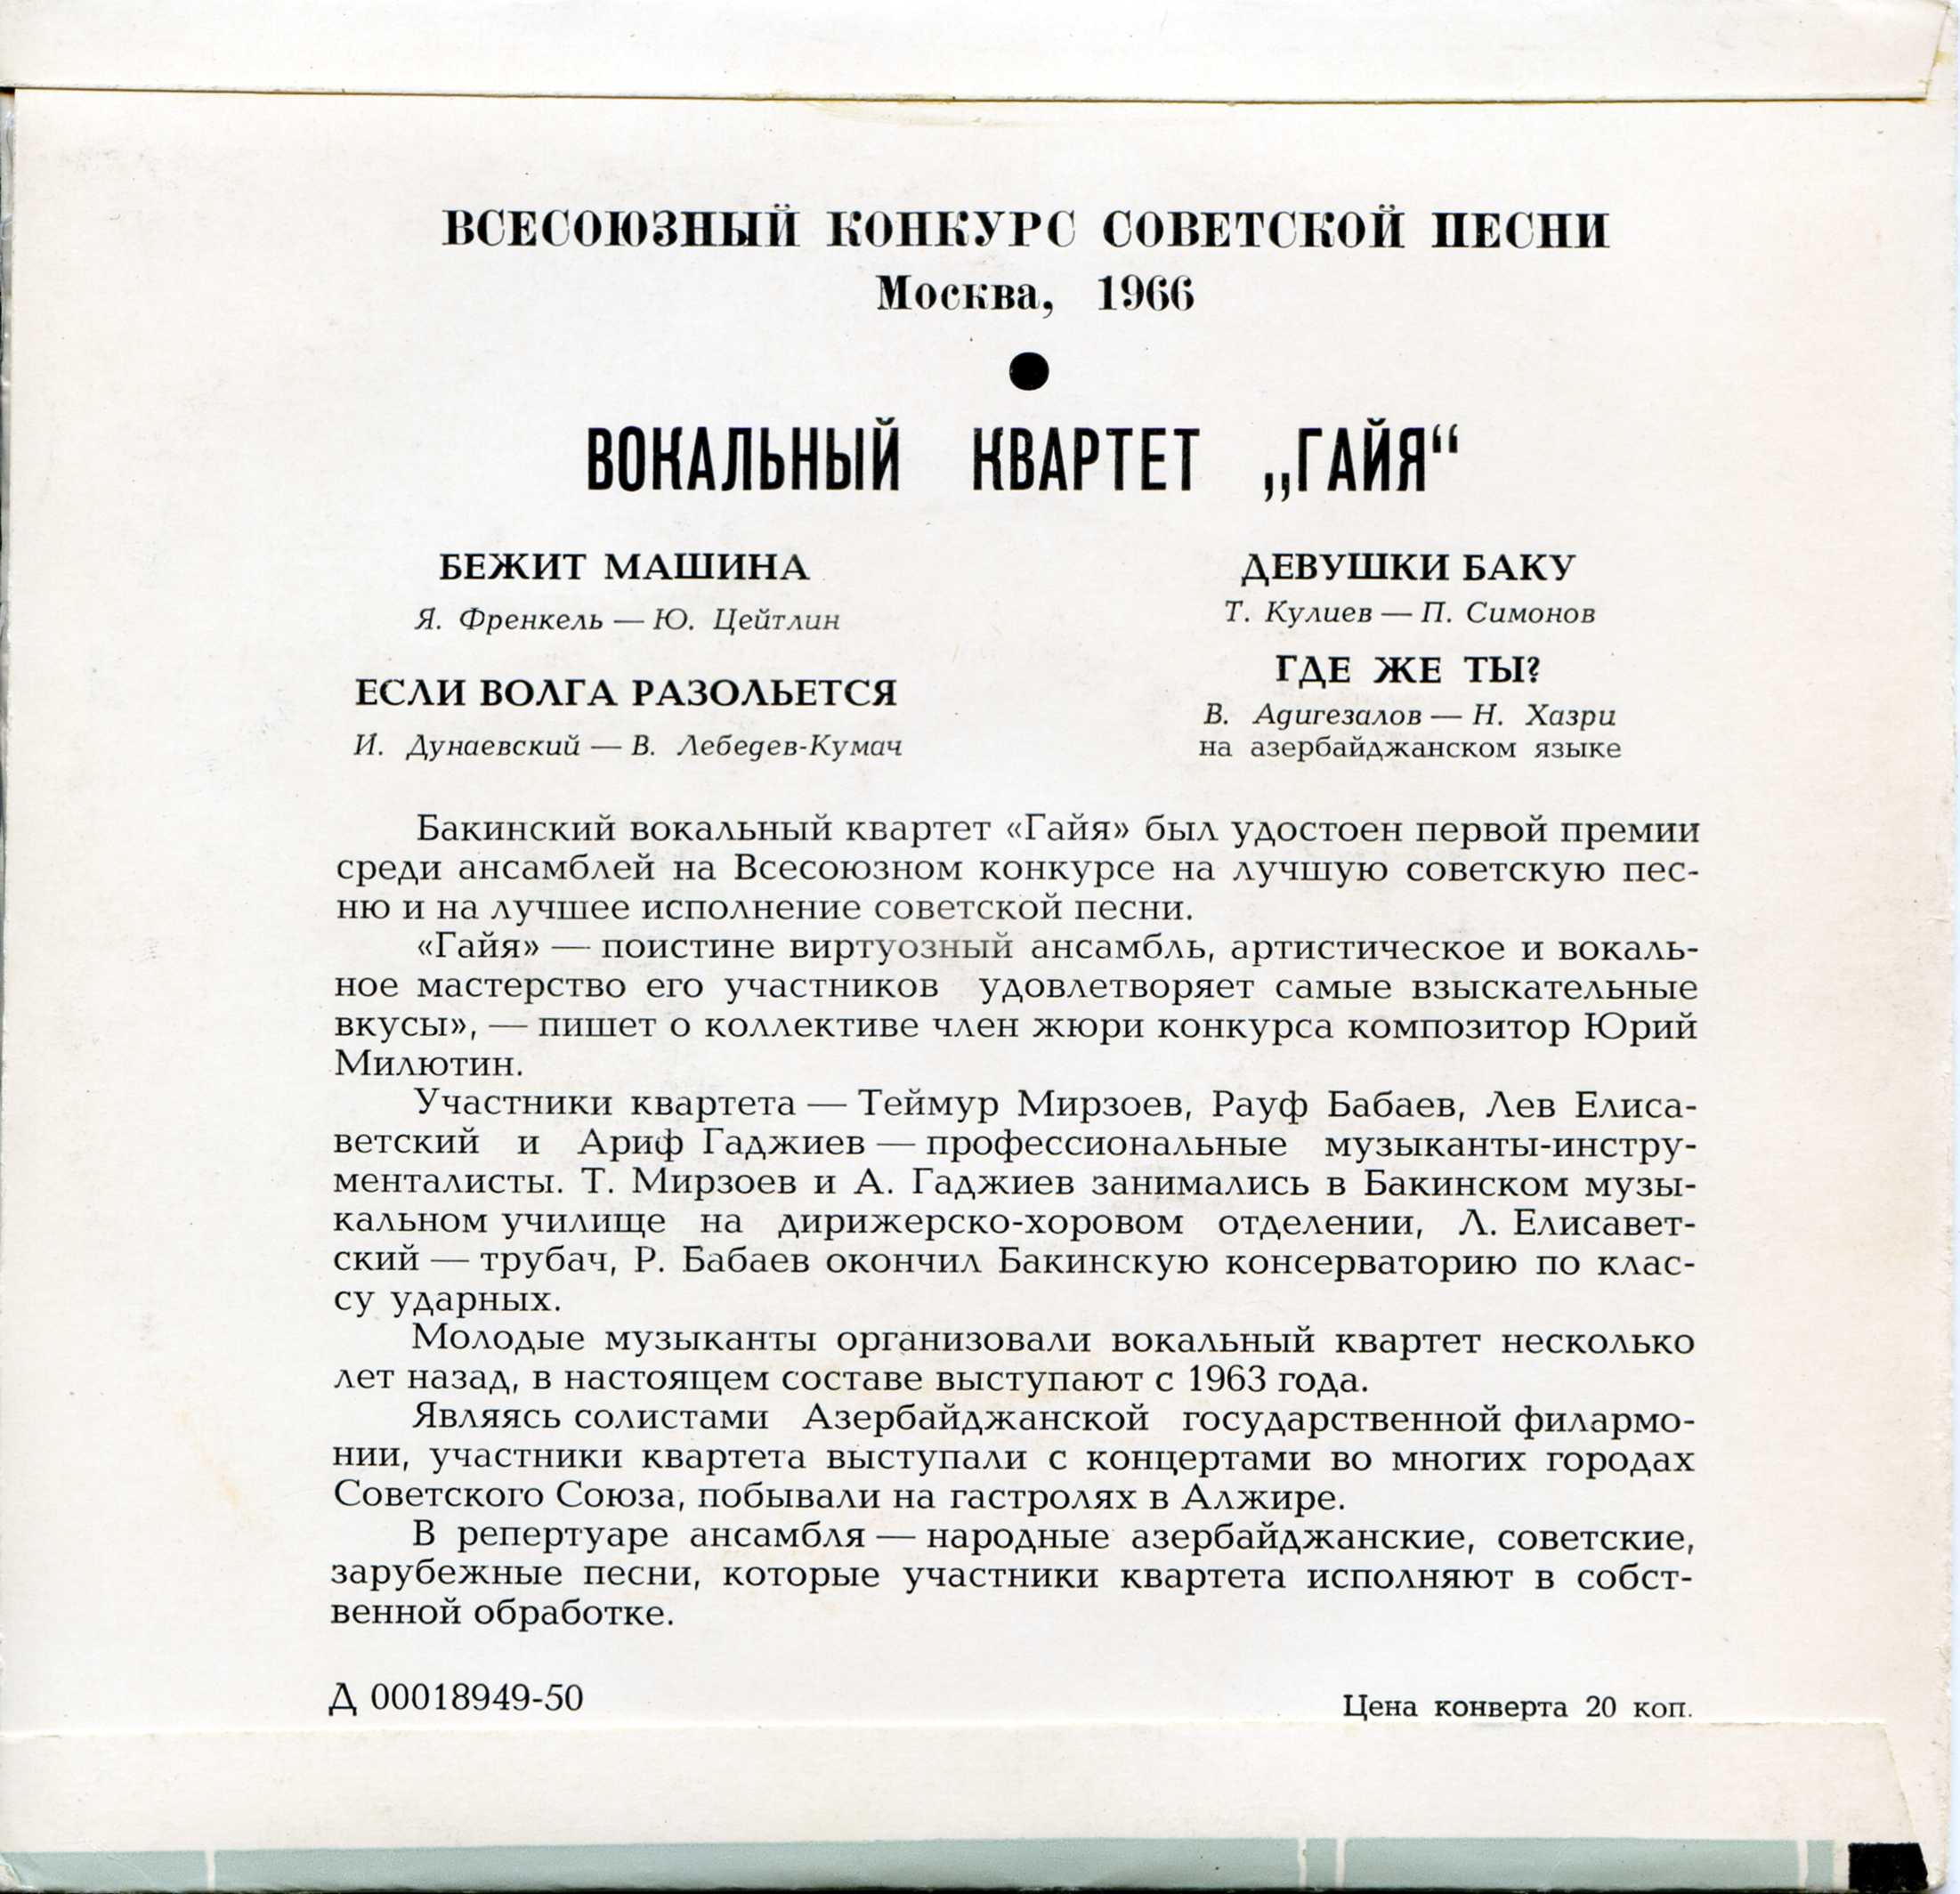 ВСЕСОЮЗНЫЙ КОНКУРС СОВЕТСКОЙ ПЕСНИ
Москва, 1966
ВОКАЛЬНЫЙ КВАРТЕТ „ГАЙЯ“
БЕЖИТ МАШИНА
Я. Френкель — Ю. Цейтлин
ЕСЛИ ВОЛГА РАЗОЛЬЕТСЯ
И. Дунаевский — В. Лебедев-Кумач
ДЕВУШКИ БАКУ
Т. Кулиев — П. Симонов
ГДЕ ЖЕ ТЫ?
В. Адигезалов — Н. Хазри
на азербайджанском языке
Бакинский вокальный квартет «Гайя» был удостоен первой премии
среди ансамблей на Всесоюзном конкурсе на лучшую советскую пес-
ню и на лучшее исполнение советской песни.
«Гайя» — поистине виртуозный ансамбль, артистическое и вокаль-
ное мастерство его участников удовлетворяет самые взыскательные
вкусы», — пишет о коллективе член жюри конкурса композитор Юрий
Милютин.
Участники квартета — Теймур Мирзоев, Рауф Бабаев, Лев Елиса-
ветский и Ариф Гаджиев — профессиональные музыканты-инстру-
менталисты. Т. Мирзоев и А. Гаджиев занимались в Бакинском музы-
кальном училище на дирижерско-хоровом отделении, Л. Елисавет-
ский — трубач, Р. Бабаев окончил Бакинскую консерваторию по клас-
су ударных.
Молодые музыканты организовали вокальный квартет несколько
лет назад, в настоящем составе выступают с 1963 года.
Являясь солистами Азербайджанской государственной филармо-
нии, участники квартета выступали с концертами во многих городах
Советского Союза, побывали на гастролях в Алжире.
В репертуаре ансамбля — народные азербайджанские, советские,
зарубежные песни, которые участники квартета исполняют в собст-
венной обработке.
Д 00018949-50
Цена конверта 20 коп.